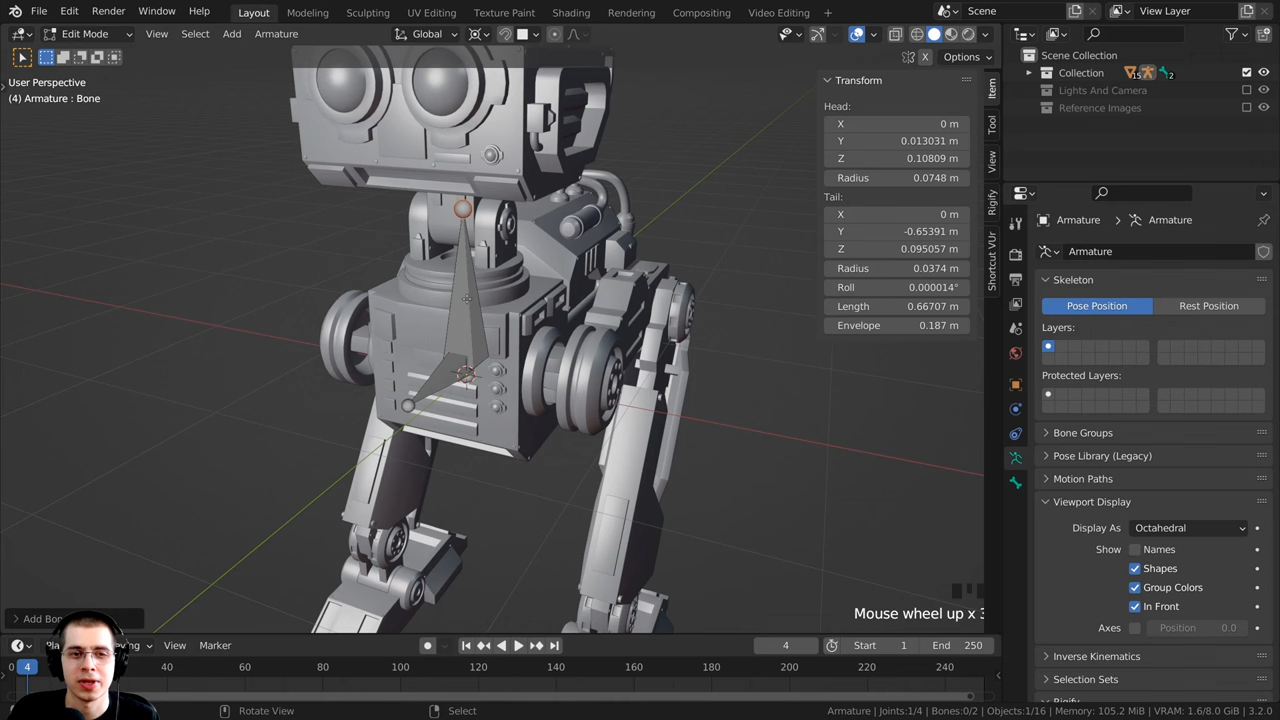 File Edit Render Window Help
Layout Modeling Sculpting UV Editing Texture Paint Shading Rendering Compositing Video Editing +
Scene
View Layer
Edit Mode
View Select Add Armature
Global
X Options
User Perspective
(4) Armature : Bone
Transform
Head:
X 0 m
Y 0.013031 m
Z 0.10809 m
Radius 0.0748 m
Tail:
X 0 m
Y -0.65391 m
Z 0.095057 m
Radius 0.0374 m
Roll 0.000014°
Length 0.66707 m
Envelope 0.187 m
Item
Tool
View
Rigify
Shortcut VUr
Scene Collection
Collection 15 2
Lights And Camera
Reference Images
Armature > Armature
Armature
Skeleton
Pose Position Rest Position
Layers:
Protected Layers:
Bone Groups
Pose Library (Legacy)
Motion Paths
Viewport Display
Display As Octahedral
Show Names
Shapes
Group Colors
In Front
Axes Position 0.0
Inverse Kinematics
Selection Sets
Mouse wheel up x 3
View Marker
4 Start 1 End 250
0 4 40 60 80 100 120 140 160 180 200 220 240
Rotate View Select
Armature | Joints:1/4 | Bones:0/2 | Objects:1/16 | Memory: 105.2 MiB | VRAM: 1.6/8.0 GiB | 3.2.0